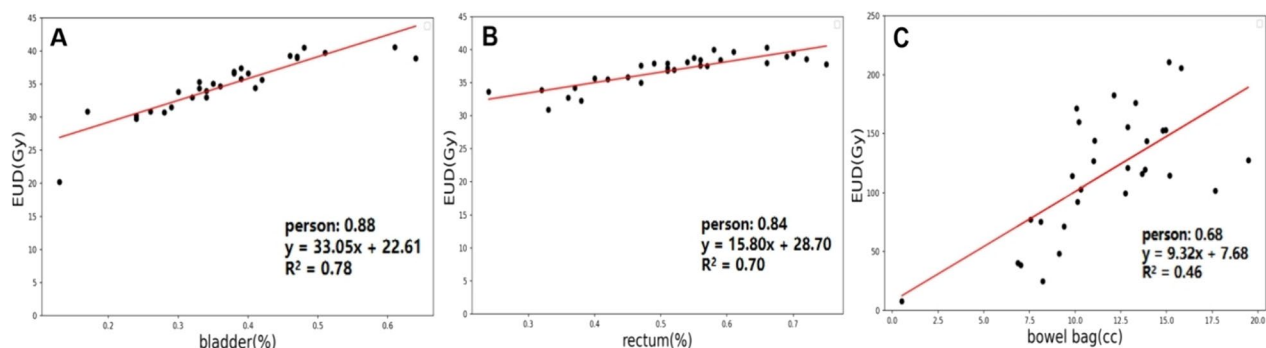 A
45
40
35
30
25
20
15
10
5
0
EUD(Gy)
0.2 0.3 0.4 0.5 0.6
bladder(%)
person: 0.88
y = 33.05x + 22.61
R² = 0.78
B
45
40
35
30
25
20
15
10
5
0
EUD(Gy)
0.3 0.4 0.5 0.6 0.7
rectum(%)
person: 0.84
y = 15.80x + 28.70
R² = 0.70
C
250
200
150
100
50
0
EUD(Gy)
0.0 2.5 5.0 7.5 10.0 12.5 15.0 17.5 20.0
bowel bag(cc)
person: 0.68
y = 9.32x + 7.68
R² = 0.46